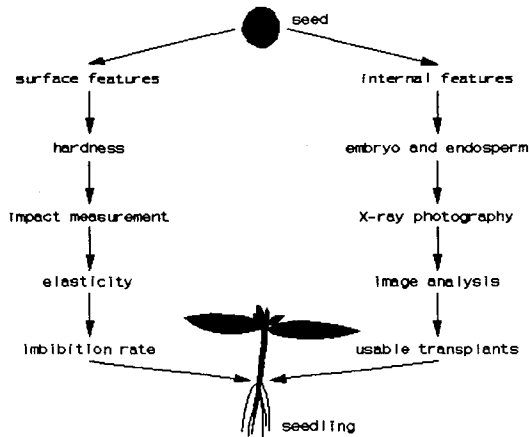 seed
surface features
internal features
hardness
embryo and endosperm
impact measurement
X-ray photography
elasticity
image analysis
imbibition rate
usable transplants
seedling